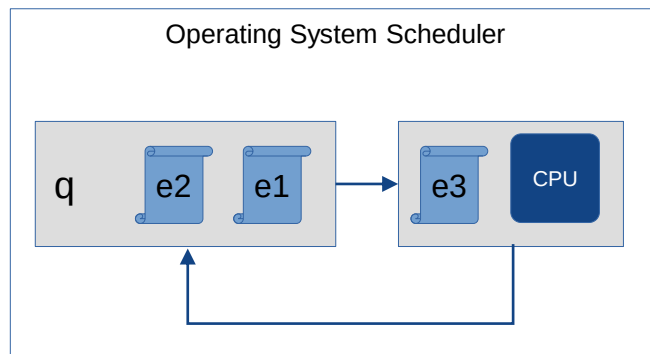 Operating System Scheduler
q e2 e1 e3 CPU